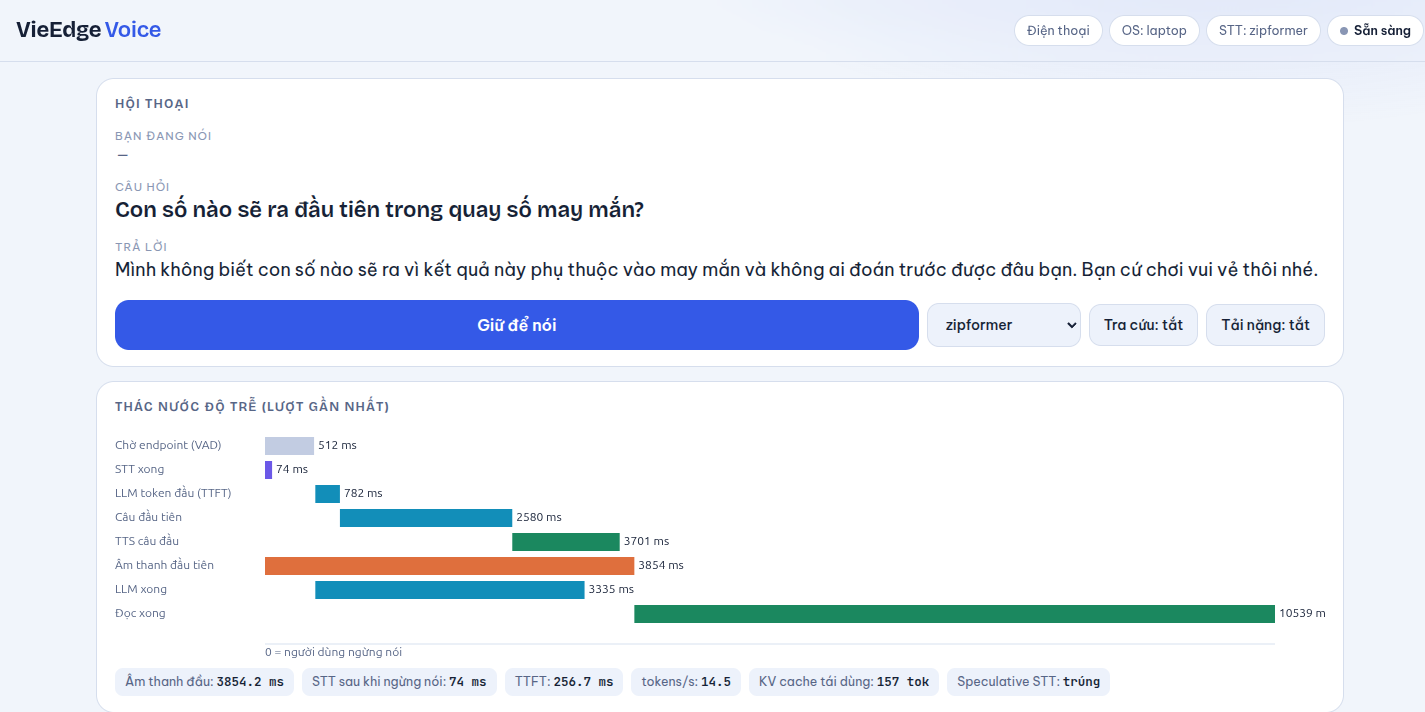 VieEdge Voice
Điện thoại
OS: laptop
STT: zipformer
Sẵn sàng
HỘI THOẠI
BẠN ĐANG NÓI
–
CÂU HỎI
Con số nào sẽ ra đầu tiên trong quay số may mắn?
TRẢ LỜI
Mình không biết con số nào sẽ ra vì kết quả này phụ thuộc vào may mắn và không ai đoán trước được đâu bạn. Bạn cứ chơi vui vẻ thôi nhé.
Giữ để nói
zipformer
Tra cứu: tắt
Tải nặng: tắt
THÁC NƯỚC ĐỘ TRỄ (LƯỢT GẦN NHẤT)
Chờ endpoint (VAD) 512 ms
STT xong 74 ms
LLM token đầu (TTFT) 782 ms
Câu đầu tiên 2580 ms
TTS câu đầu 3701 ms
Âm thanh đầu tiên 3854 ms
LLM xong 3335 ms
Đọc xong 10539 m
0 = người dùng ngừng nói
Âm thanh đầu: 3854.2 ms
STT sau khi ngừng nói: 74 ms
TTFT: 256.7 ms
tokens/s: 14.5
KV cache tái dùng: 157 tok
Speculative STT: trúng